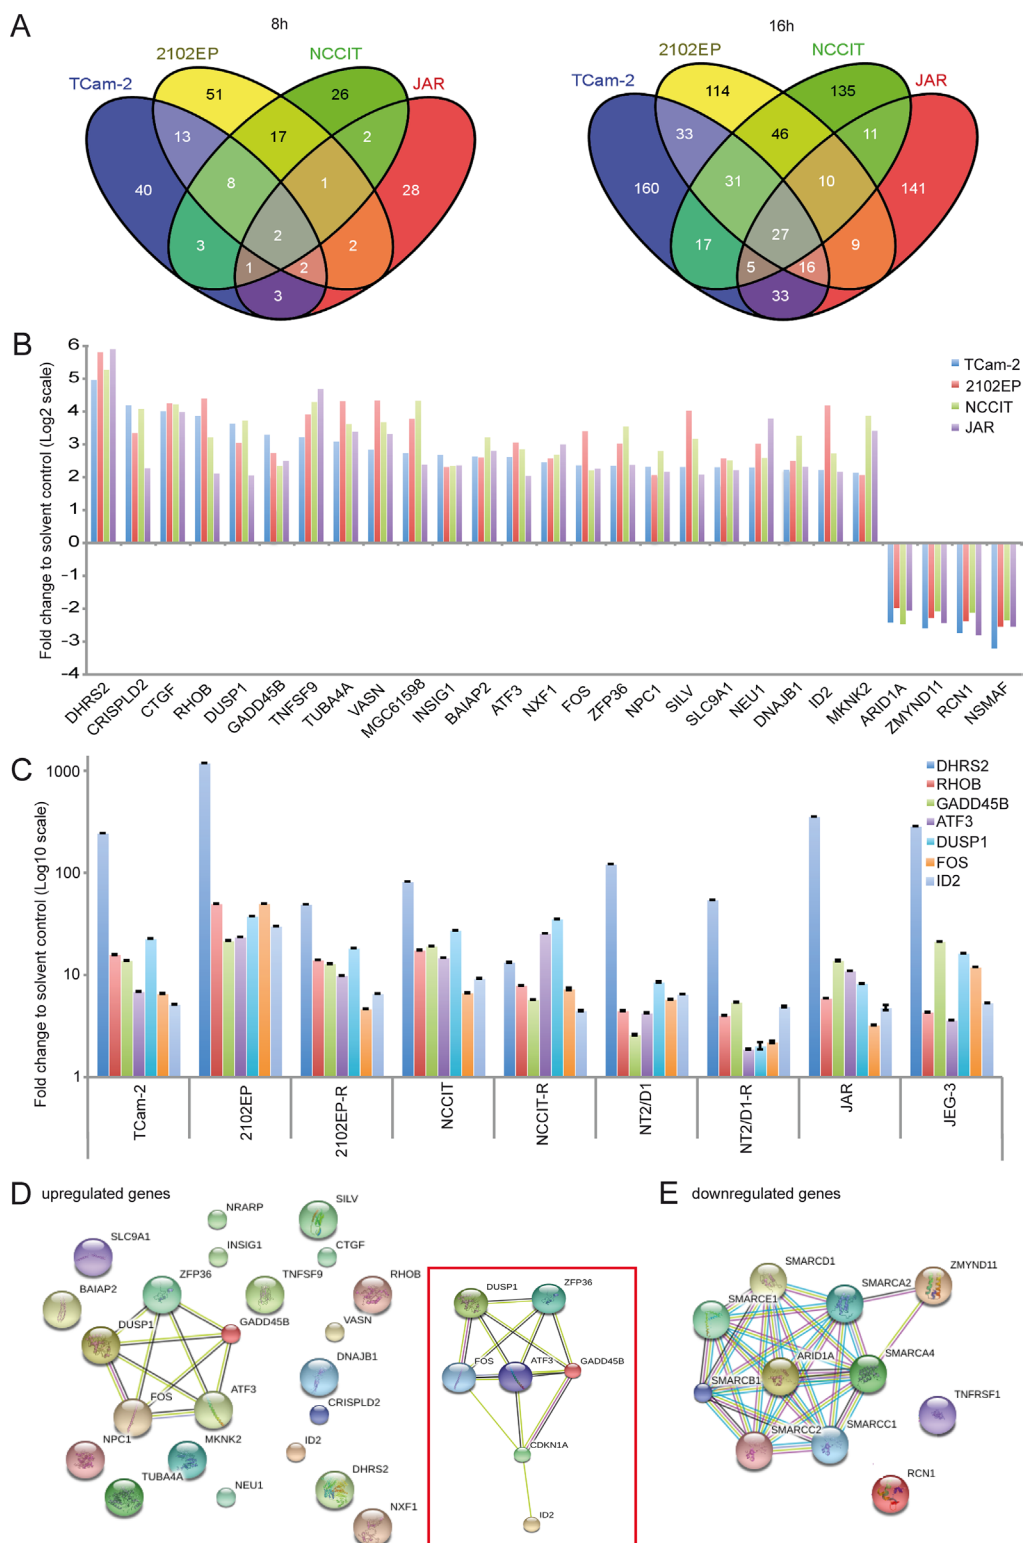 A
8h
16h
2102EP
NCCIT
TCam-2
JAR
51
26
13
17
2
40
8
1
28
3
2
2
1
2
3
2102EP
NCCIT
TCam-2
JAR
114
135
33
46
11
160
31
10
141
17
27
9
5
16
33
B
Fold change to solvent control (Log2 scale)
6
5
4
3
2
1
0
−1
−2
−3
−4
TCam-2
2102EP
NCCIT
JAR
DHRS2
CRISPLD2
CTGF
RHOB
DUSP1
GADD45B
TNFSF9
TUBA4A
VASN
MGC61598
INSIG1
BAIAP2
ATF3
NXF1
FOS
ZFP36
NPC1
SILV
SLC9A1
NEU1
DNAJB1
ID2
MKNK2
ARID1A
ZMYND11
RCN1
NSMAF
C
Fold change to solvent control (Log10 scale)
1000
100
10
1
DHRS2
RHOB
GADD45B
ATF3
DUSP1
FOS
ID2
TCam-2
2102EP
2102EP-R
NCCIT
NCCIT-R
NT2/D1
NT2/D1-R
JAR
JEG-3
D upregulated genes
NRARP
SILV
SLC9A1
INSIG1
CTGF
ZFP36
TNFSF9
RHOB
BAIAP2
GADD45B
VASN
DUSP1
DNAJB1
FOS
ATF3
CRISPLD2
NPC1
MKNK2
ID2
TUBA4A
NEU1
DHRS2
NXF1
DUSP1
ZFP36
FOS
ATF3
GADD45B
CDKN1A
ID2
E downregulated genes
SMARCD1
ZMYND11
SMARCA2
SMARCE1
ARID1A
SMARCA4
SMARCB1
TNFRSF1
SMARCC2
SMARCC1
RCN1